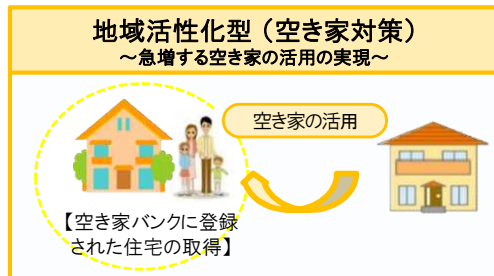 地域活性化型（空き家対策）
～急増する空き家の活用の実現～
空き家の活用
【空き家バンクに登録
された住宅の取得】